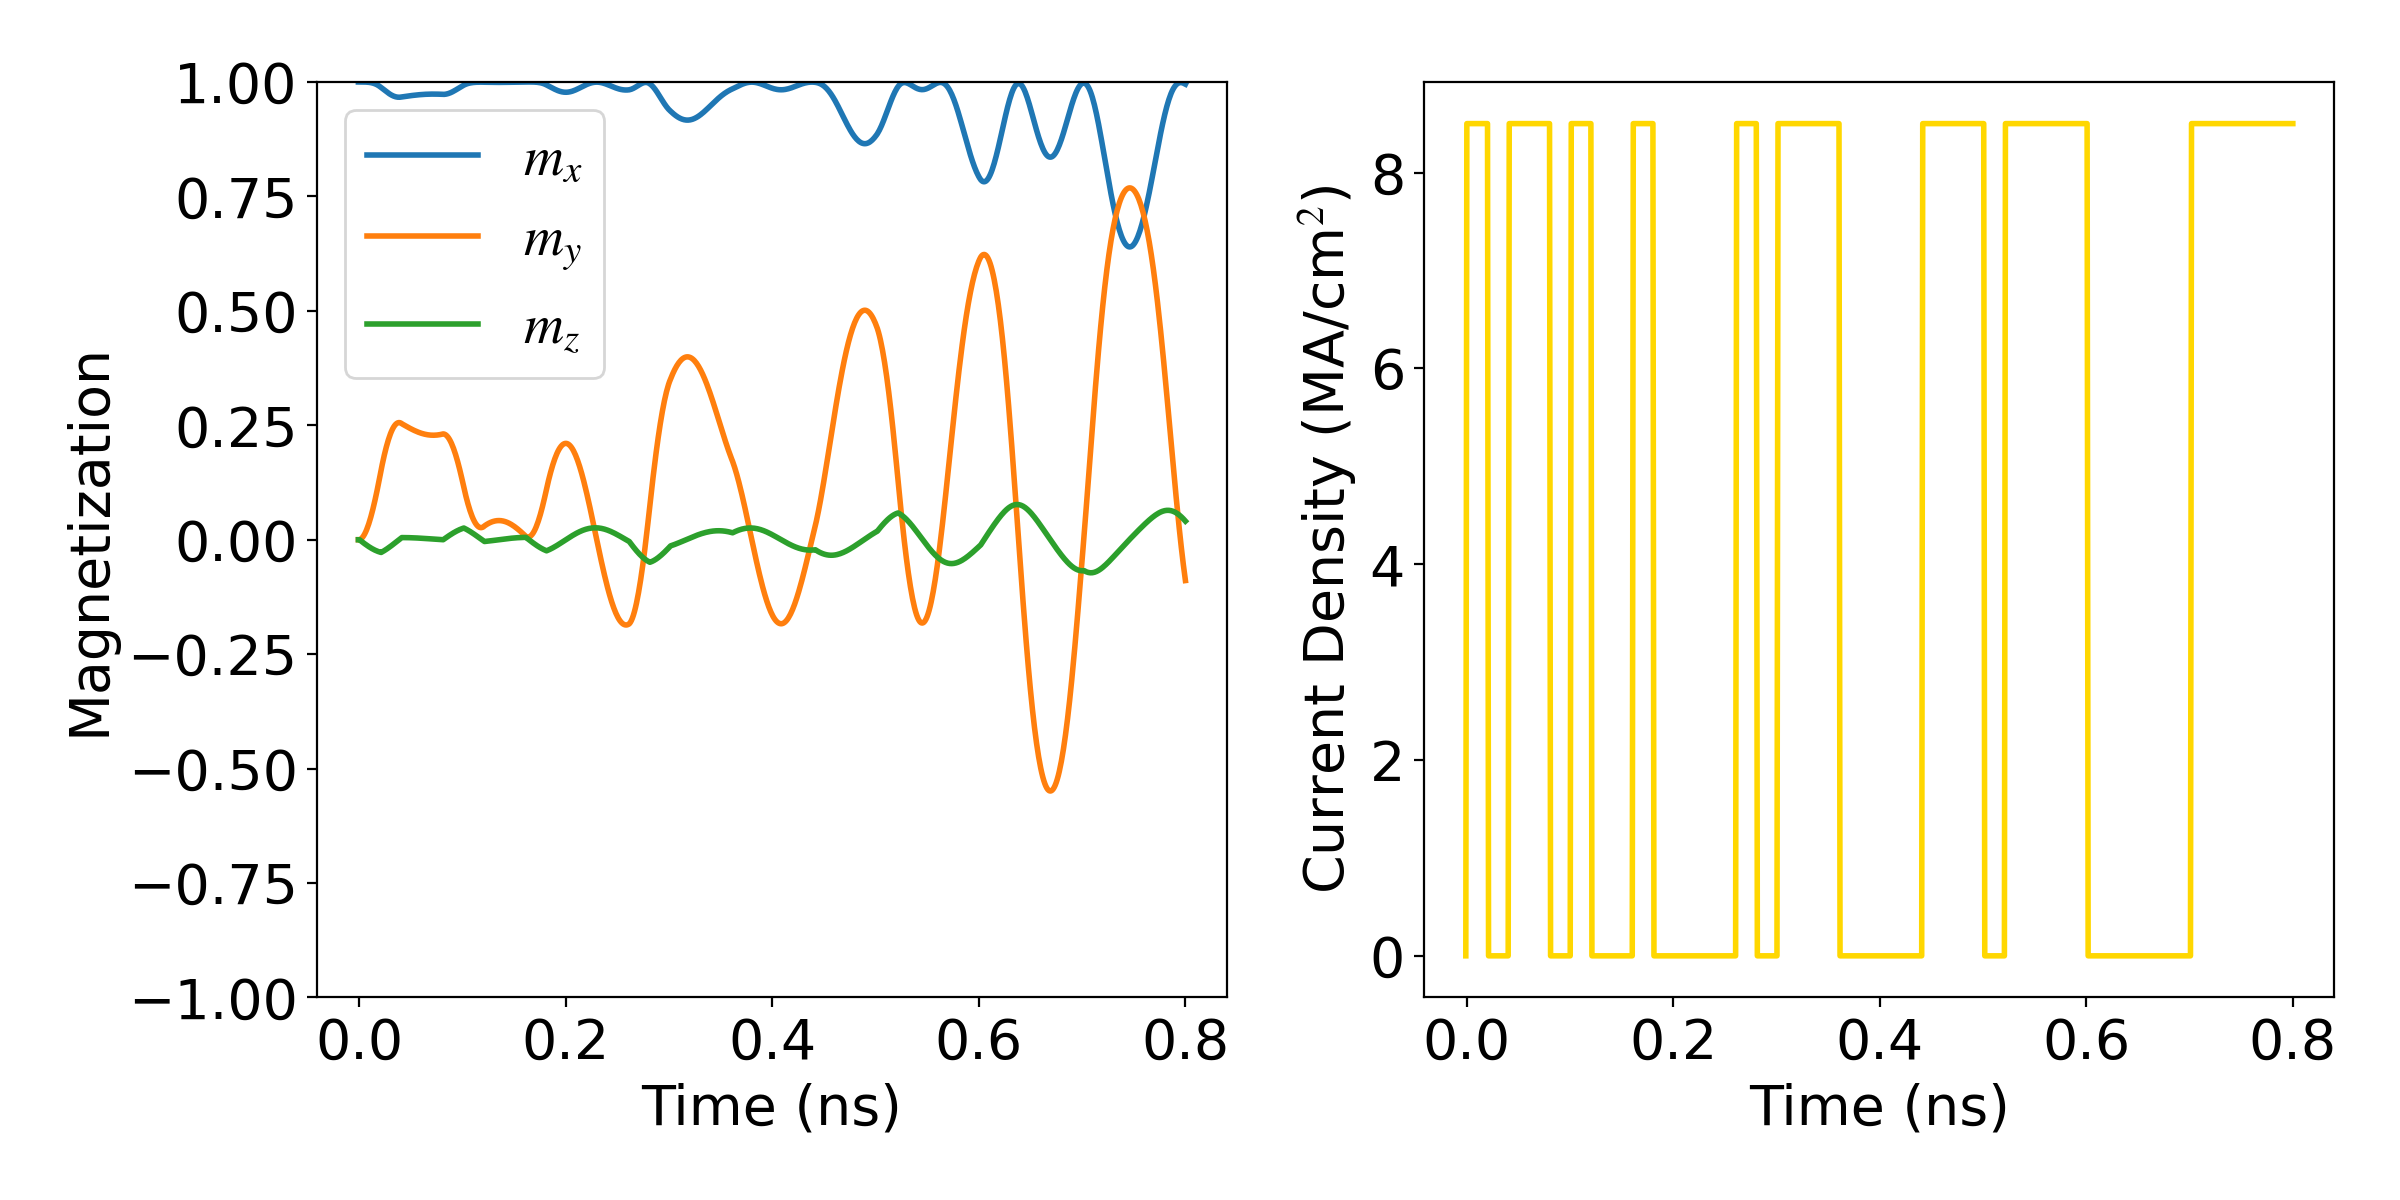 1.00
0.75
0.50
0.25
0.00
−0.25
−0.50
−0.75
−1.00
0.0 0.2 0.4 0.6 0.8
Time (ns)
Magnetization
mₓ
m_y
m_z
8
6
4
2
0
0.0 0.2 0.4 0.6 0.8
Time (ns)
Current Density (MA/cm²)